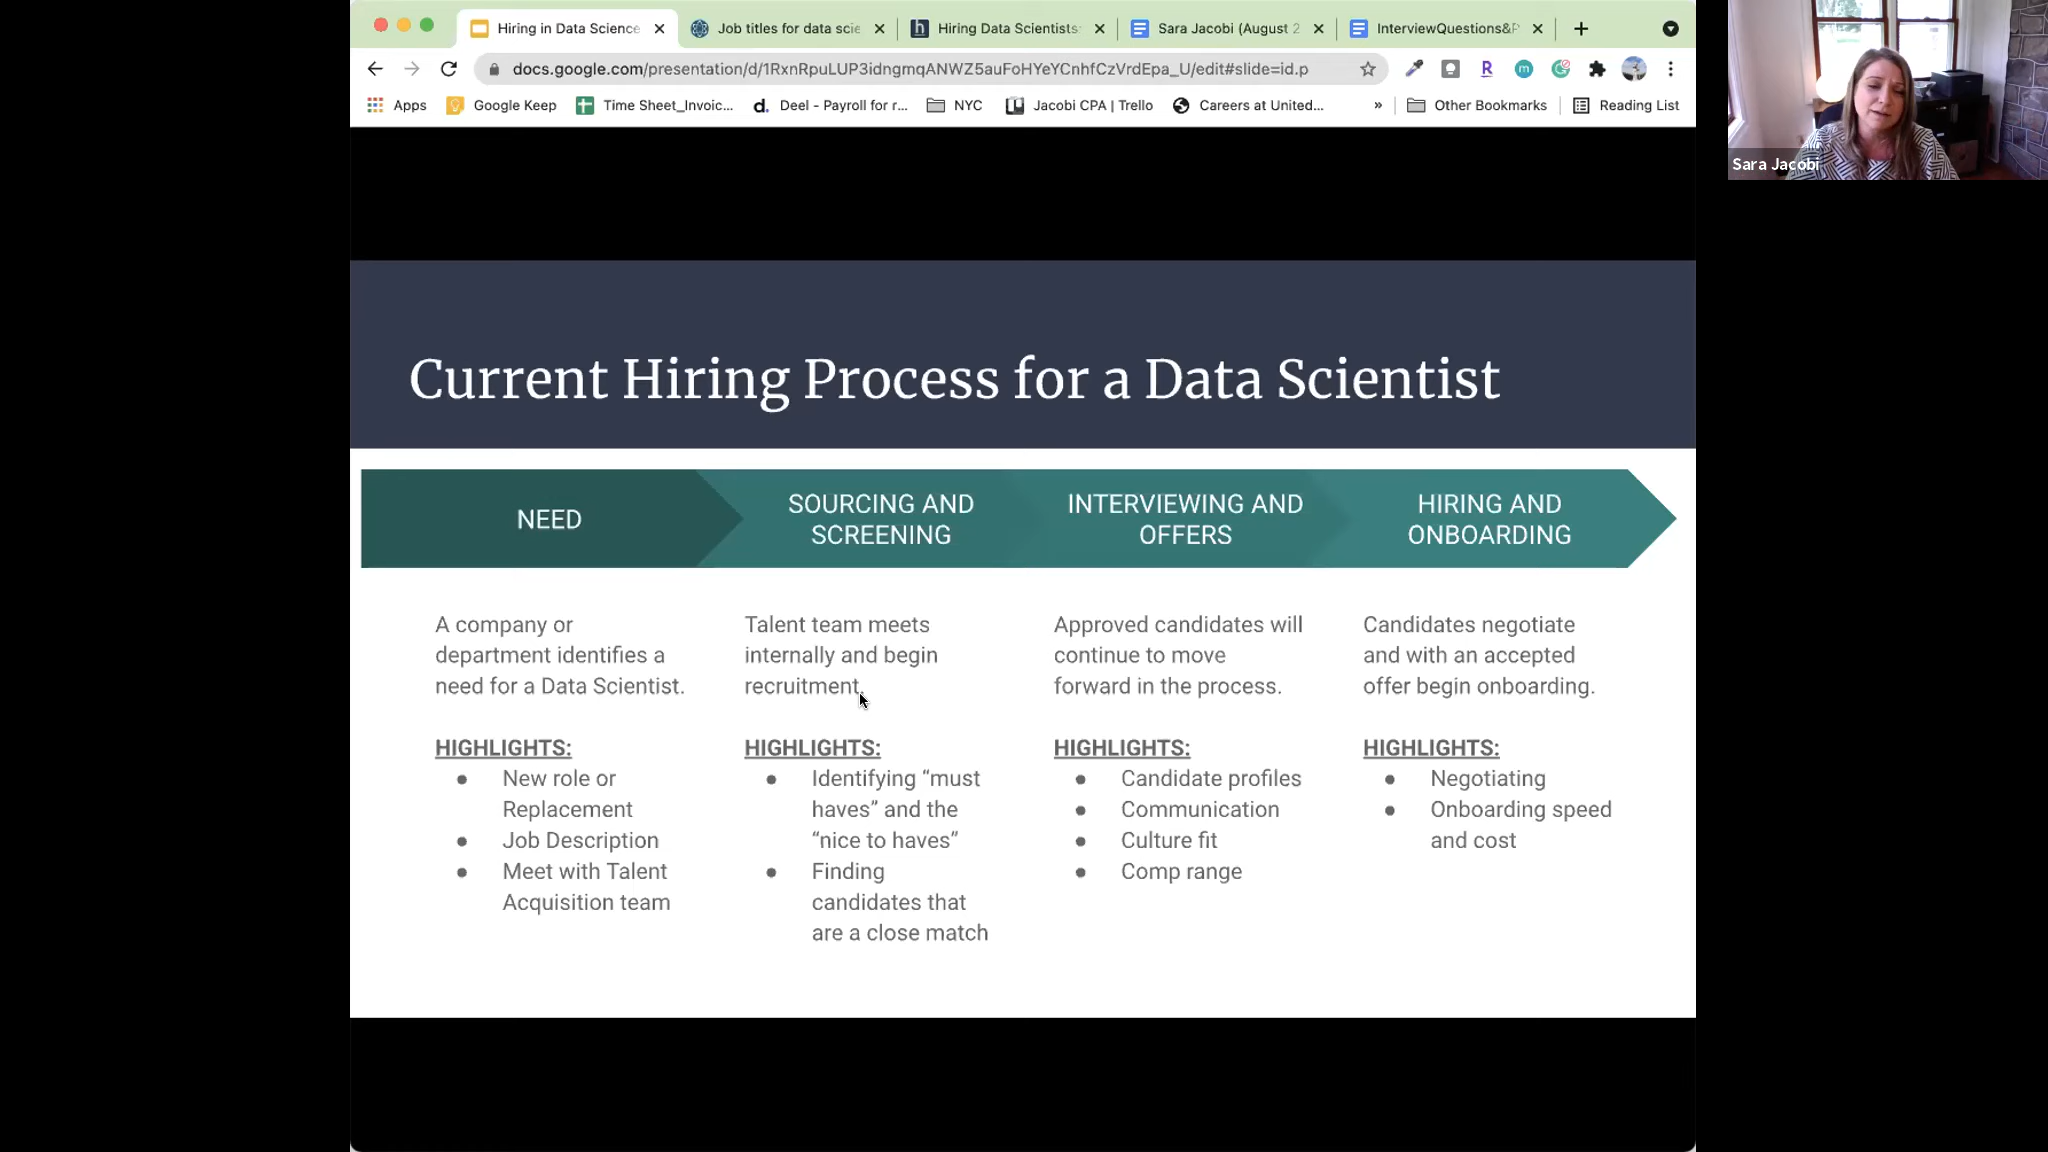 Hiring in Data Science
Job titles for data scie
Hiring Data Scientists:
Sara Jacobi (August 2
InterviewQuestions&P
docs.google.com/presentation/d/1RxnRpuLUP3idngmqANWZ5auFoHYeYCnhfCzVrdEpa_U/edit#slide=id.p
Apps
Google Keep
Time Sheet_Invoic...
Deel - Payroll for r...
NYC
Jacobi CPA | Trello
Careers at United...
»
Other Bookmarks
Reading List
Sara Jacobi
Current Hiring Process for a Data Scientist
NEED
SOURCING AND
SCREENING
INTERVIEWING AND
OFFERS
HIRING AND
ONBOARDING
A company or
department identifies a
need for a Data Scientist.
HIGHLIGHTS:
● New role or
Replacement
● Job Description
● Meet with Talent
Acquisition team
Talent team meets
internally and begin
recruitment.
HIGHLIGHTS:
● Identifying “must
haves” and the
“nice to haves”
● Finding
candidates that
are a close match
Approved candidates will
continue to move
forward in the process.
HIGHLIGHTS:
● Candidate profiles
● Communication
● Culture fit
● Comp range
Candidates negotiate
and with an accepted
offer begin onboarding.
HIGHLIGHTS:
● Negotiating
● Onboarding speed
and cost